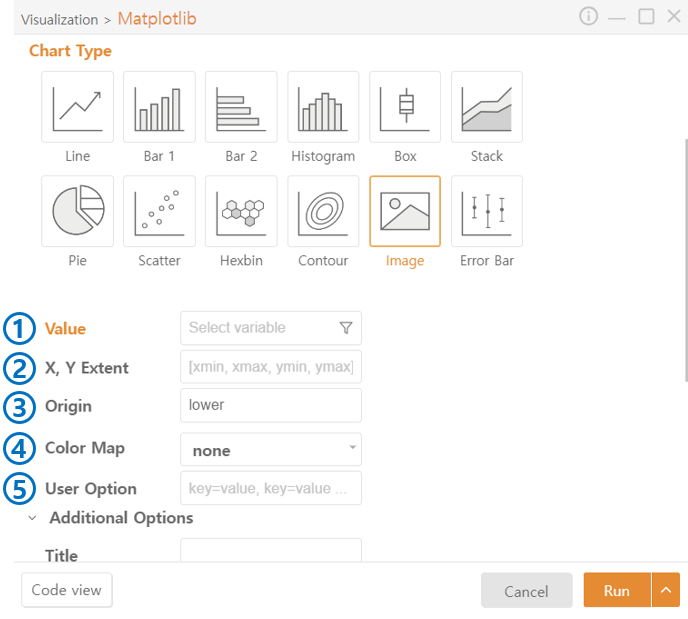 Visualization > Matplotlib
Chart Type
Line Bar 1 Bar 2 Histogram Box Stack
Pie Scatter Hexbin Contour Image Error Bar
1 Value Select variable
2 X, Y Extent [xmin, xmax, ymin, ymax]
3 Origin lower
4 Color Map none
5 User Option key=value, key=value ...
Additional Options
Title
Code view Cancel Run